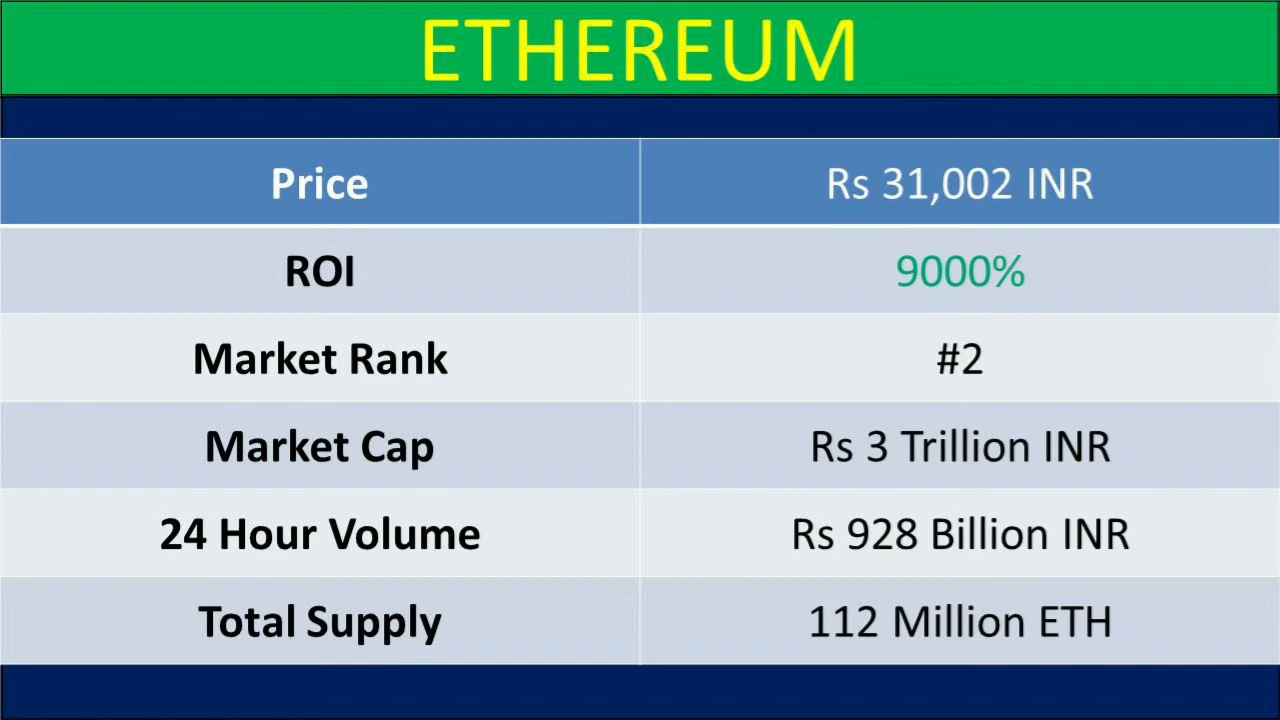 ETHEREUM
Price Rs 31,002 INR
ROI 9000%
Market Rank #2
Market Cap Rs 3 Trillion INR
24 Hour Volume Rs 928 Billion INR
Total Supply 112 Million ETH